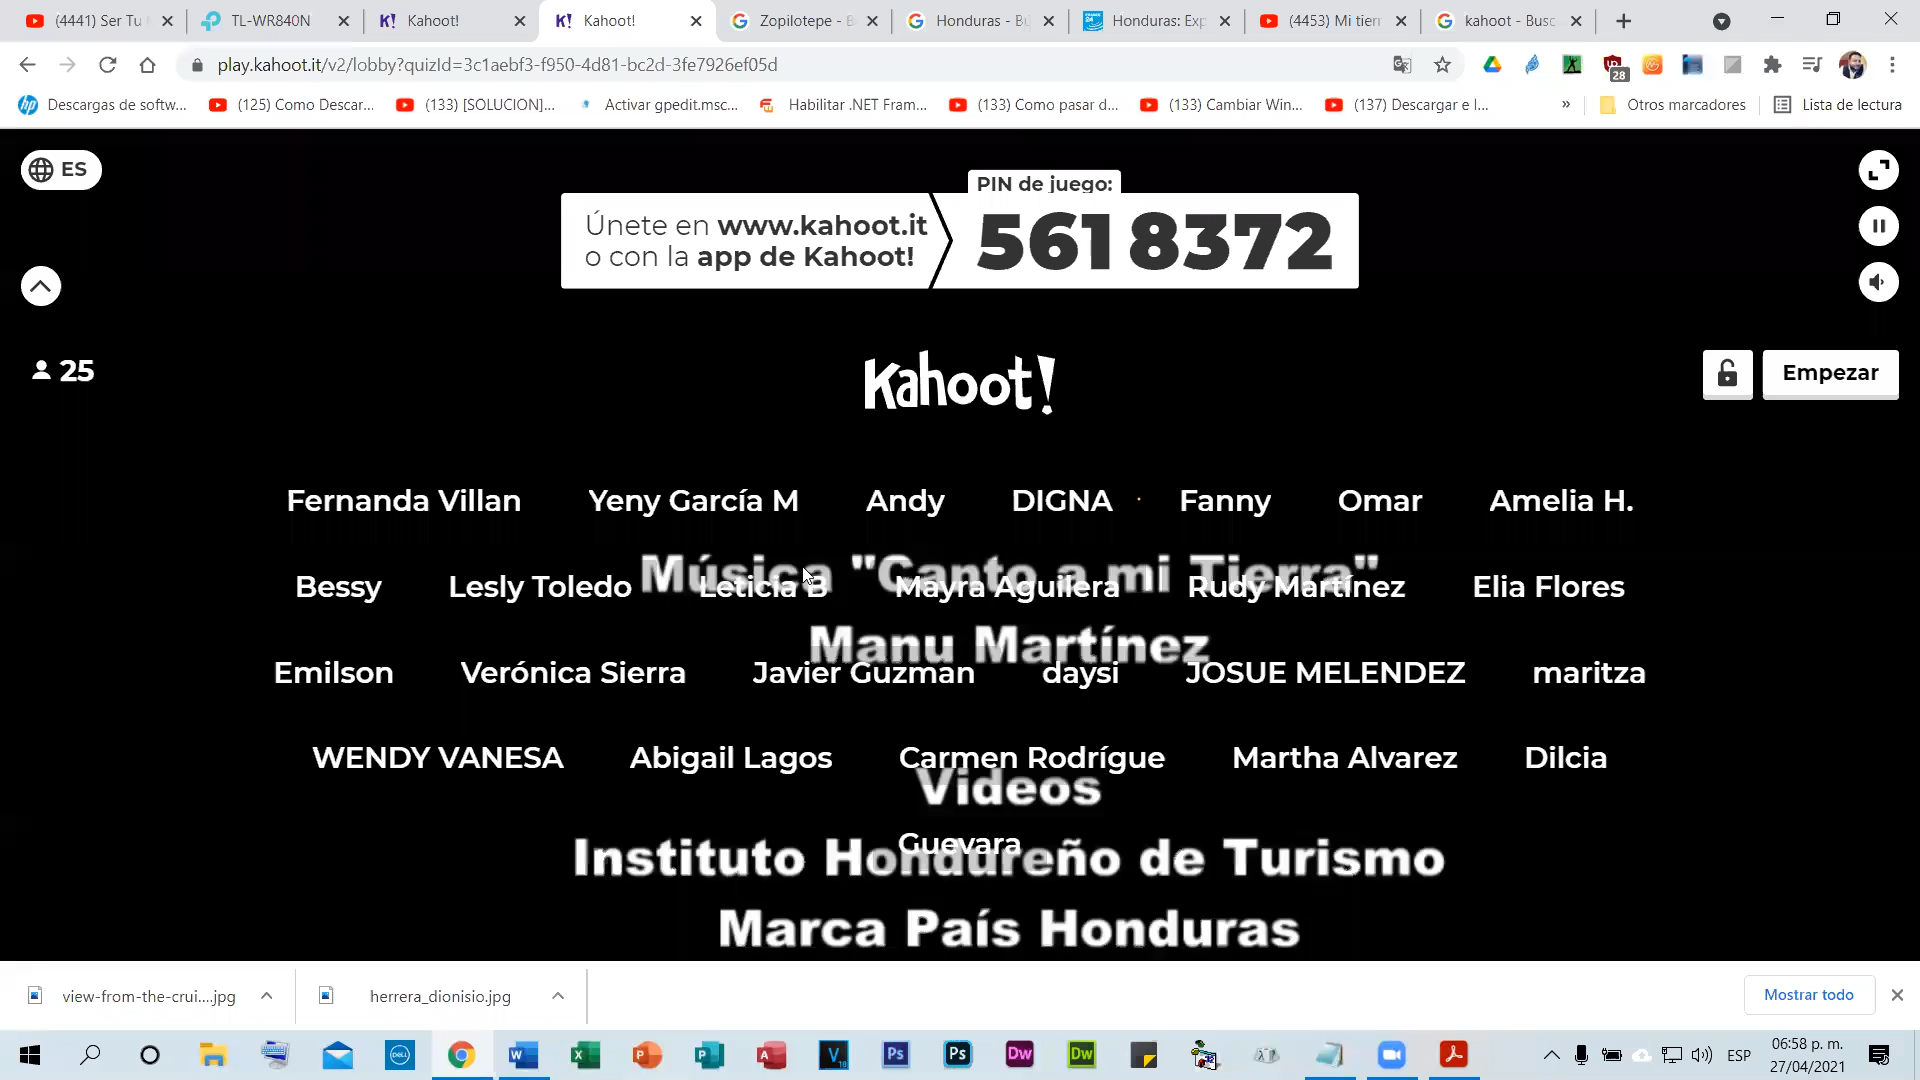 (4441) Ser Tu
TL-WR840N
Kahoot!
Kahoot!
Zopilotepe - B
Honduras - Bú
Honduras: Exp
(4453) Mi tierr
kahoot - Busc
play.kahoot.it/v2/lobby?quizId=3c1aebf3-f950-4d81-bc2d-3fe7926ef05d
28
Descargas de softw...
(125) Como Descar...
(133) [SOLUCION]...
Activar gpedit.msc...
Habilitar .NET Fram...
(133) Como pasar d...
(133) Cambiar Win...
(137) Descargar e I...
»
Otros marcadores
Lista de lectura
ES
PIN de juego:
Únete en www.kahoot.it
o con la app de Kahoot!
561 8372
25
Kahoot!
Empezar
Fernanda Villan Yeny García M Andy DIGNA Fanny Omar Amelia H.
Música "Canto a mi Tierra"
Bessy Lesly Toledo Leticia B Mayra Aguilera Rudy Martínez Elia Flores
Manu Martínez
Emilson Verónica Sierra Javier Guzman daysi JOSUE MELENDEZ maritza
WENDY VANESA Abigail Lagos Carmen Rodrígue Martha Alvarez Dilcia
Videos
Guevara
Instituto Hondureño de Turismo
Marca País Honduras
view-from-the-crui....jpg
herrera_dionisio.jpg
Mostrar todo
ESP
06:58 p. m.
27/04/2021